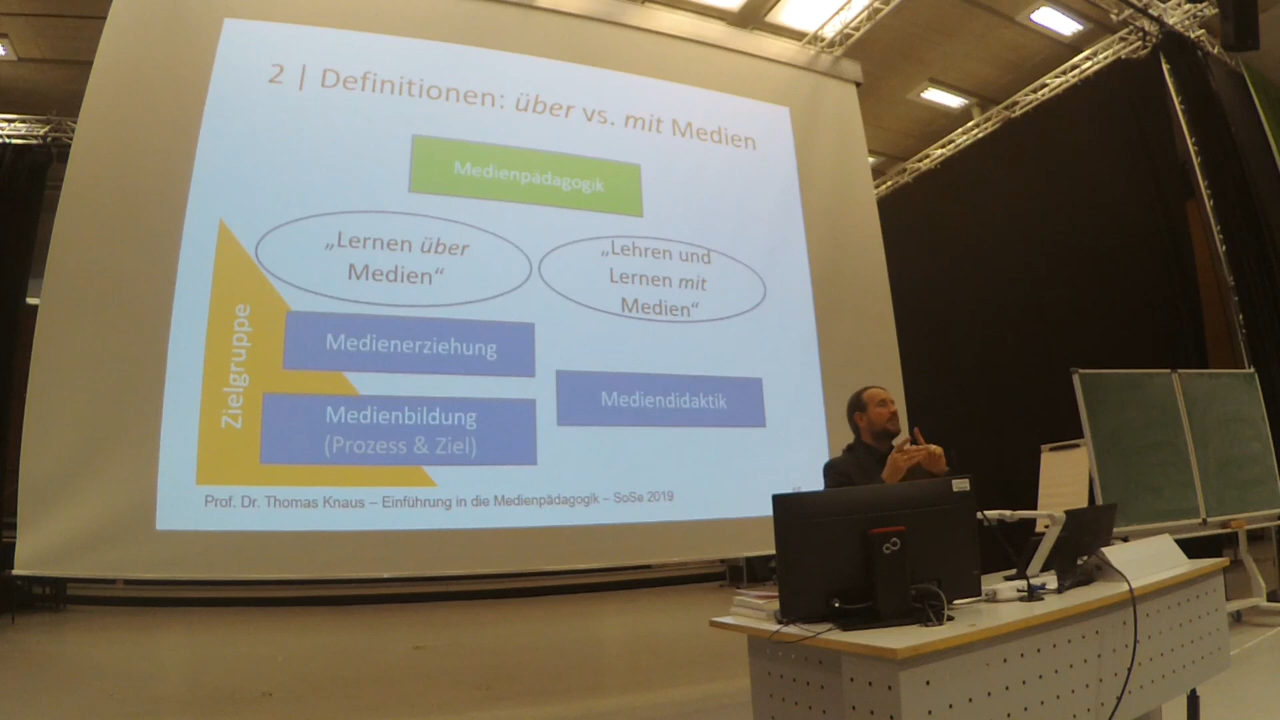 2 | Definitionen: über vs. mit Medien
Medienpädagogik
„Lernen über
Medien“
„Lehren und
Lernen mit
Medien“
Zielgruppe
Medienerziehung
Mediendidaktik
Medienbildung
(Prozess & Ziel)
Prof. Dr. Thomas Knaus – Einführung in die Medienpädagogik – SoSe 2019